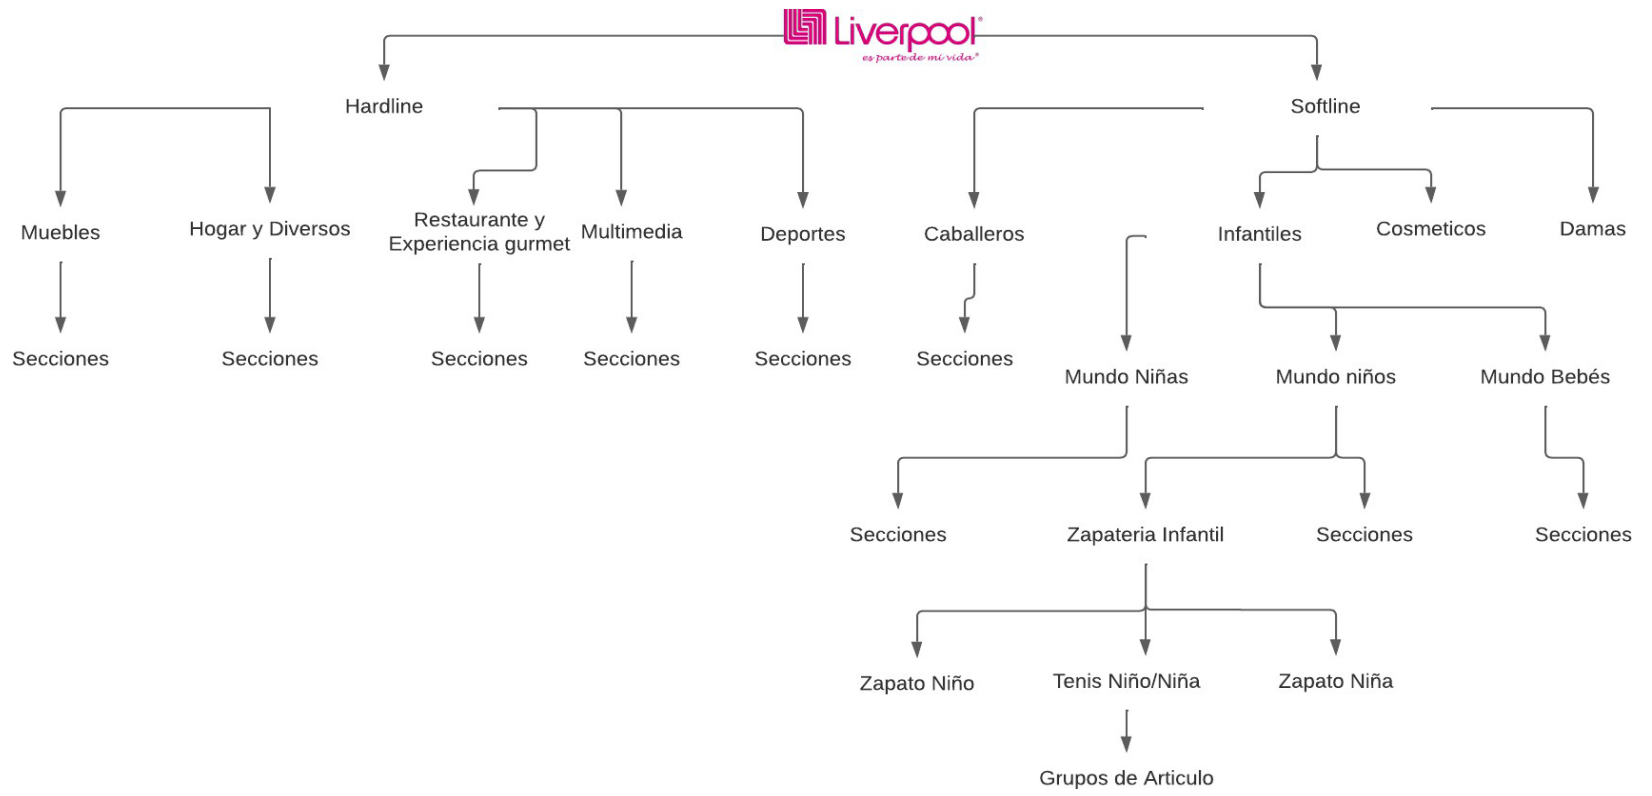 Liverpool®
es parte de mi vida®
Hardline
Softline
Muebles
Hogar y Diversos
Restaurante y
Experiencia gurmet
Multimedia
Deportes
Caballeros
Infantiles
Cosmeticos
Damas
Secciones
Secciones
Secciones
Secciones
Secciones
Secciones
Mundo Niñas
Mundo niños
Mundo Bebés
Secciones
Zapateria Infantil
Secciones
Secciones
Zapato Niño
Tenis Niño/Niña
Zapato Niña
Grupos de Articulo